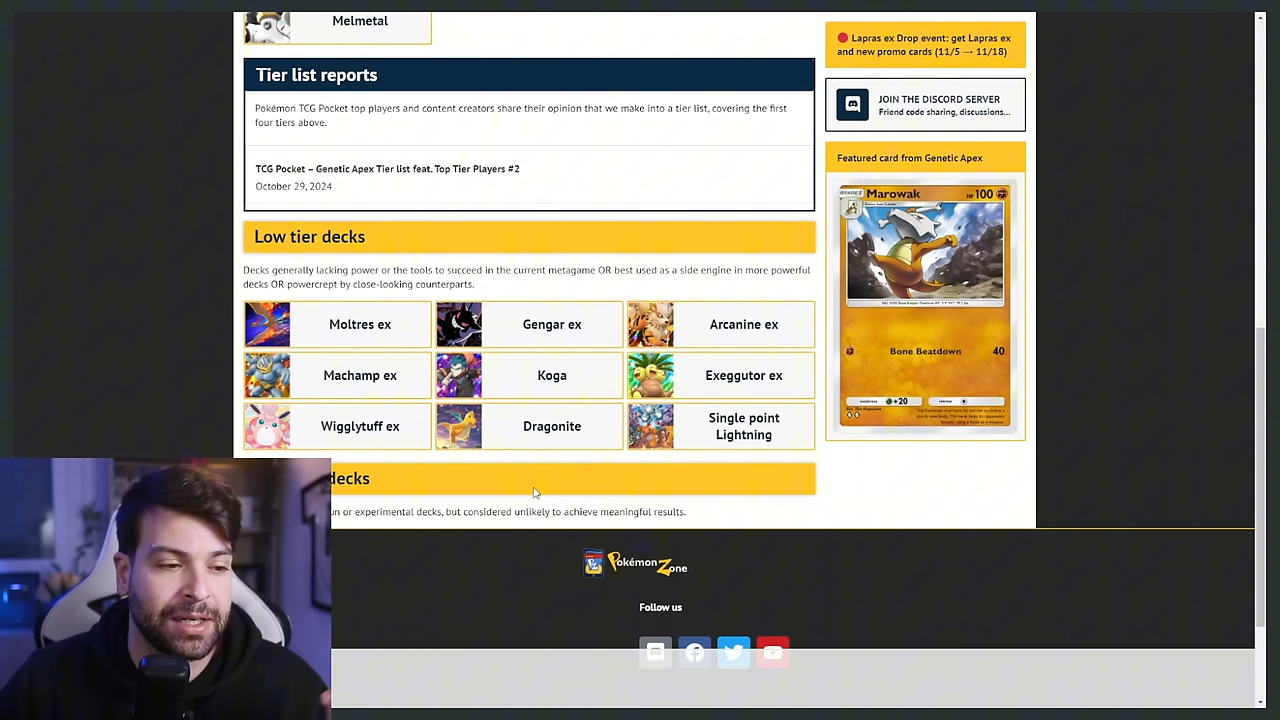 Melmetal
Tier list reports
Pokémon TCG Pocket top players and content creators share their opinion that we make into a tier list, covering the first
four tiers above.
TCG Pocket – Genetic Apex Tier list feat. Top Tier Players #2
October 29, 2024
Low tier decks
Decks generally lacking power or the tools to succeed in the current metagame OR best used as a side engine in more powerful
decks OR powercrept by close-looking counterparts.
Moltres ex
Gengar ex
Arcanine ex
Machamp ex
Koga
Exeggutor ex
Wigglytuff ex
Dragonite
Single point
Lightning
decks
or experimental decks, but considered unlikely to achieve meaningful results.
Lapras ex Drop event: get Lapras ex
and new promo cards (11/5 → 11/18)
JOIN THE DISCORD SERVER
Friend code sharing, discussions...
Featured card from Genetic Apex
STAGE 1
Marowak
HP 100
Bone Beatdown 40
weakness +20 retreat
Pokémon Zone
Follow us